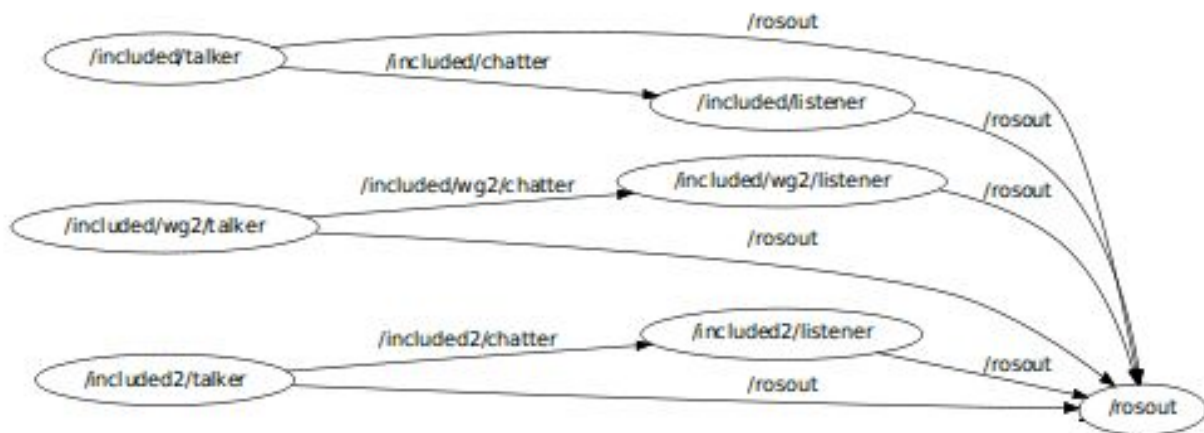 /rosout
/included/talker
/included/chatter
/included/listener
/rosout
/included/wg2/chatter
/included/wg2/listener
/rosout
/included/wg2/talker
/rosout
/included2/chatter
/included2/listener
/rosout
/included2/talker
/rosout
/rosout